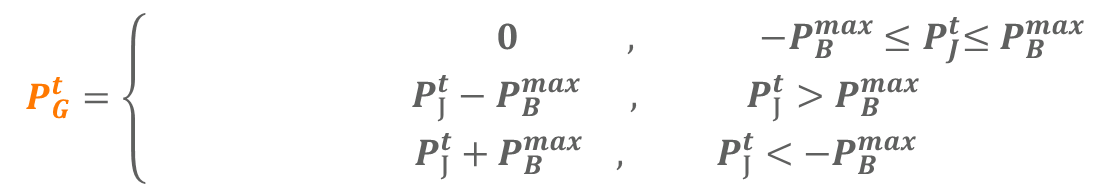 0 , −P_B^max ≤ P_J^t ≤ P_B^max
P_G^t = { P_J^t − P_B^max , P_J^t > P_B^max
P_J^t + P_B^max , P_J^t < −P_B^max